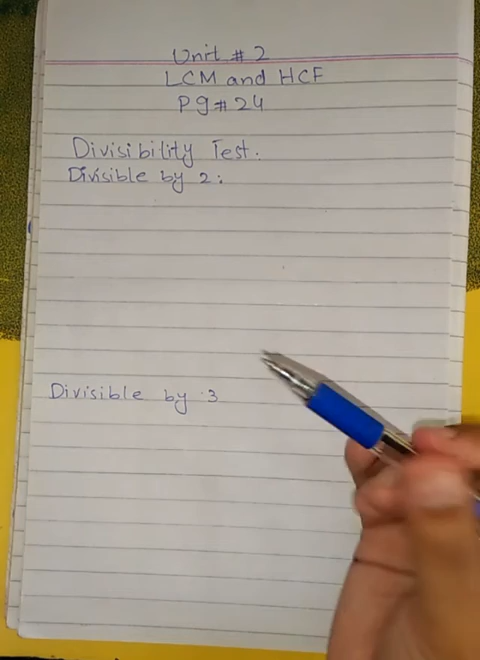 Unit # 2
LCM and HCF
Pg # 24
Divisibility Test.
Divisible by 2:
Divisible by 3